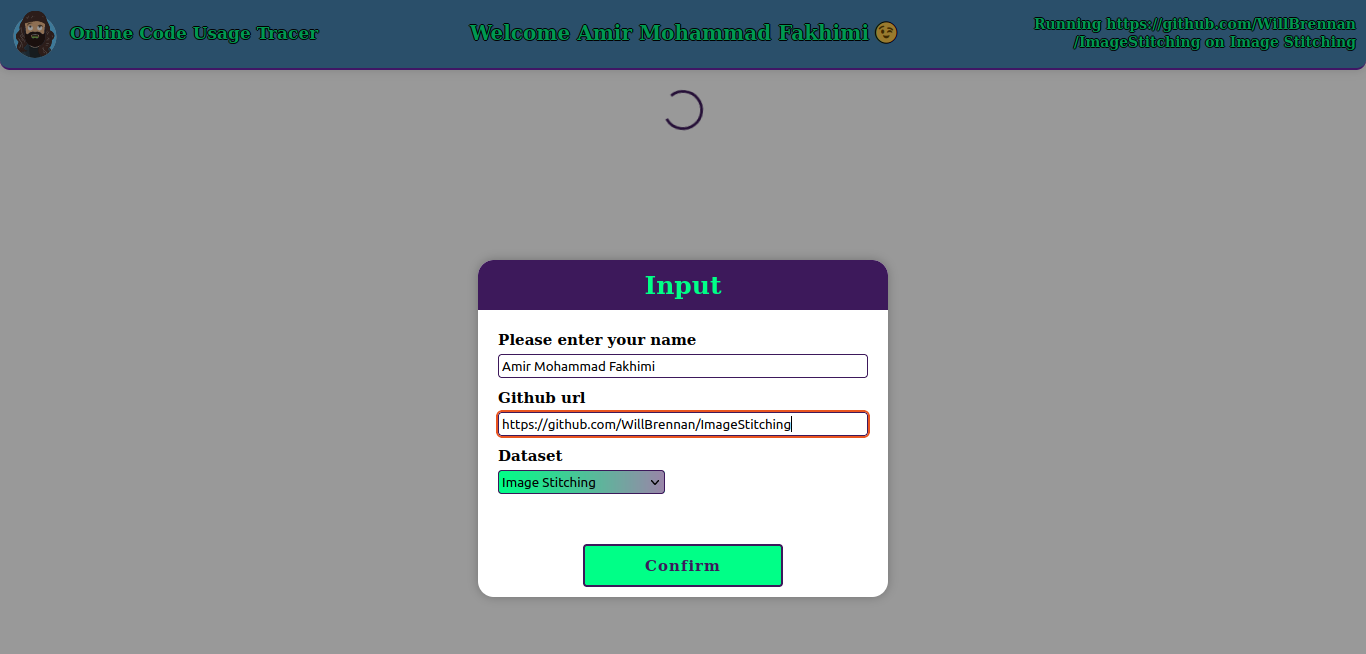 Online Code Usage Tracer
Welcome Amir Mohammad Fakhimi 😉
Running https://github.com/WillBrennan
/ImageStitching on Image Stitching
Input
Please enter your name
Amir Mohammad Fakhimi
Github url
https://github.com/WillBrennan/ImageStitching
Dataset
Image Stitching
Confirm